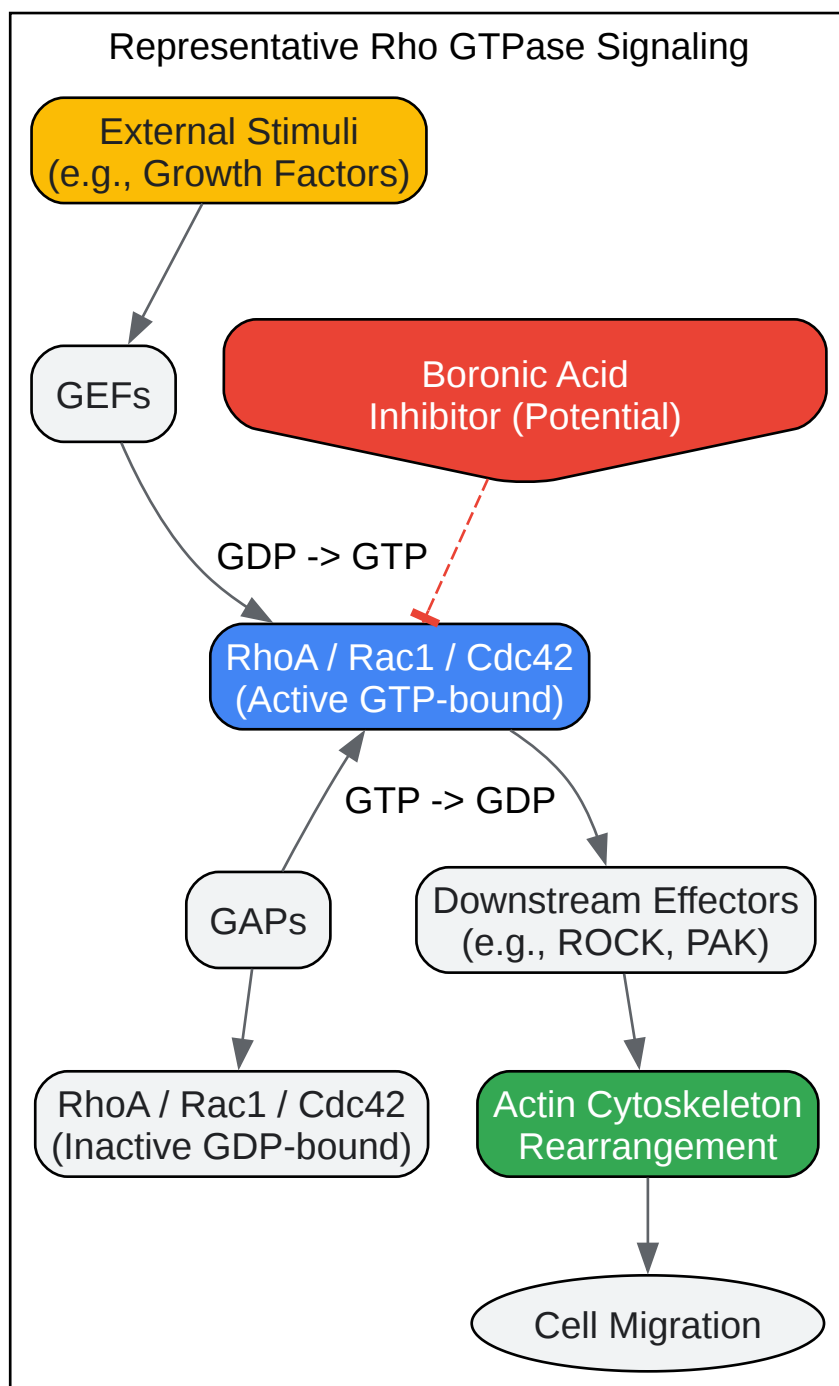 Representative Rho GTPase Signaling
External Stimuli
(e.g., Growth Factors)
GEFs
Boronic Acid
Inhibitor (Potential)
GDP -> GTP
RhoA / Rac1 / Cdc42
(Active GTP-bound)
GTP -> GDP
GAPs
Downstream Effectors
(e.g., ROCK, PAK)
RhoA / Rac1 / Cdc42
(Inactive GDP-bound)
Actin Cytoskeleton
Rearrangement
Cell Migration